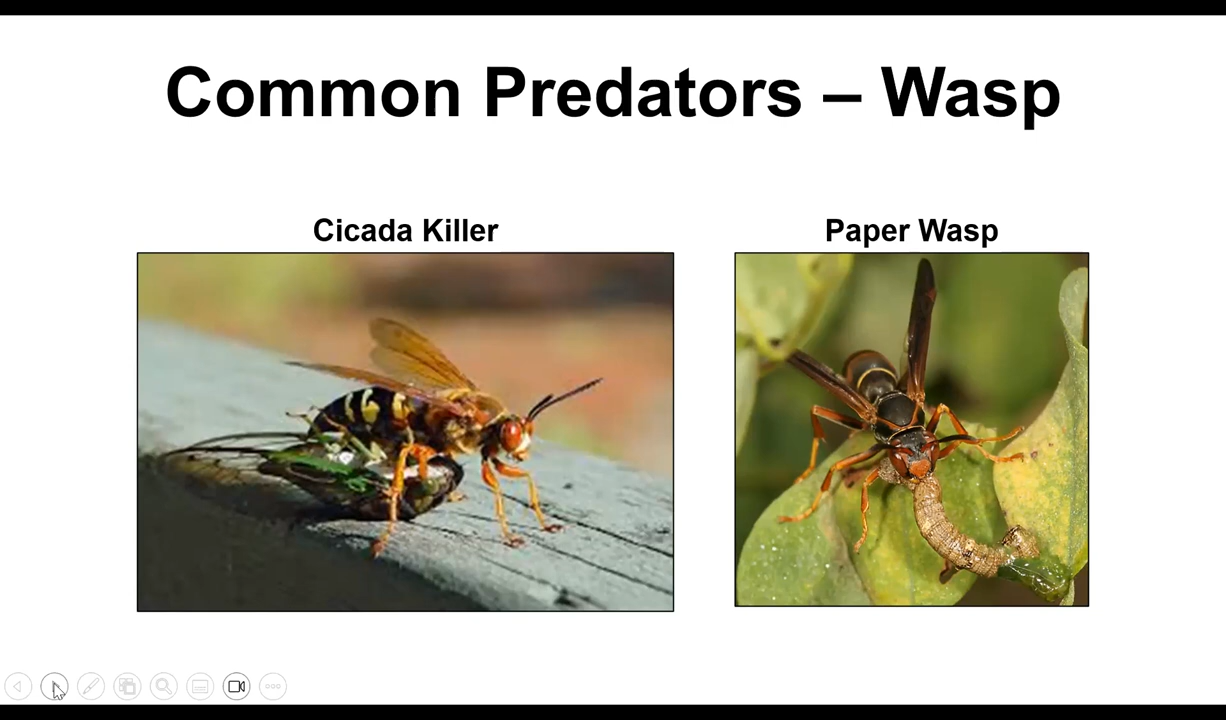 Common Predators – Wasp
Cicada Killer
Paper Wasp